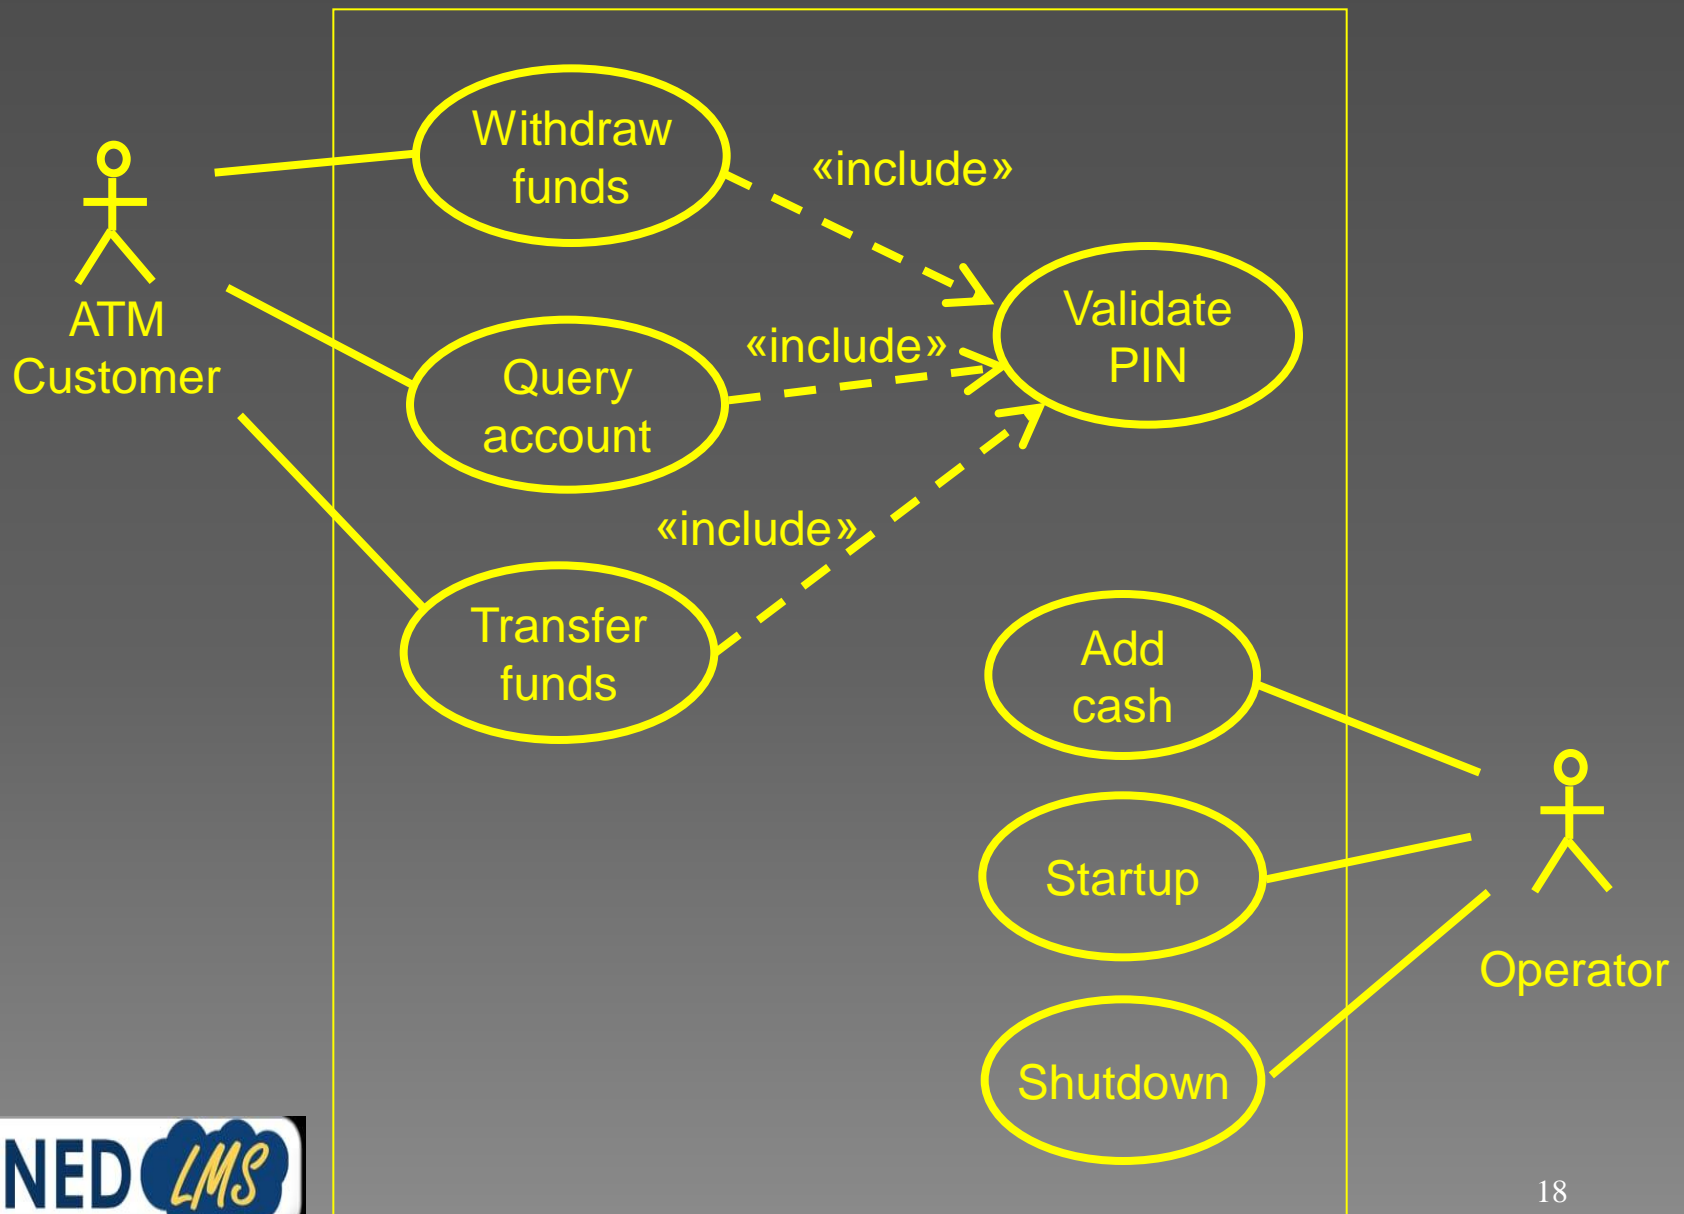 Withdraw
funds
«include»
ATM
Customer
Validate
PIN
«include»
Query
account
«include»
Transfer
funds
Add
cash
Startup
Operator
Shutdown
NED LMS
18